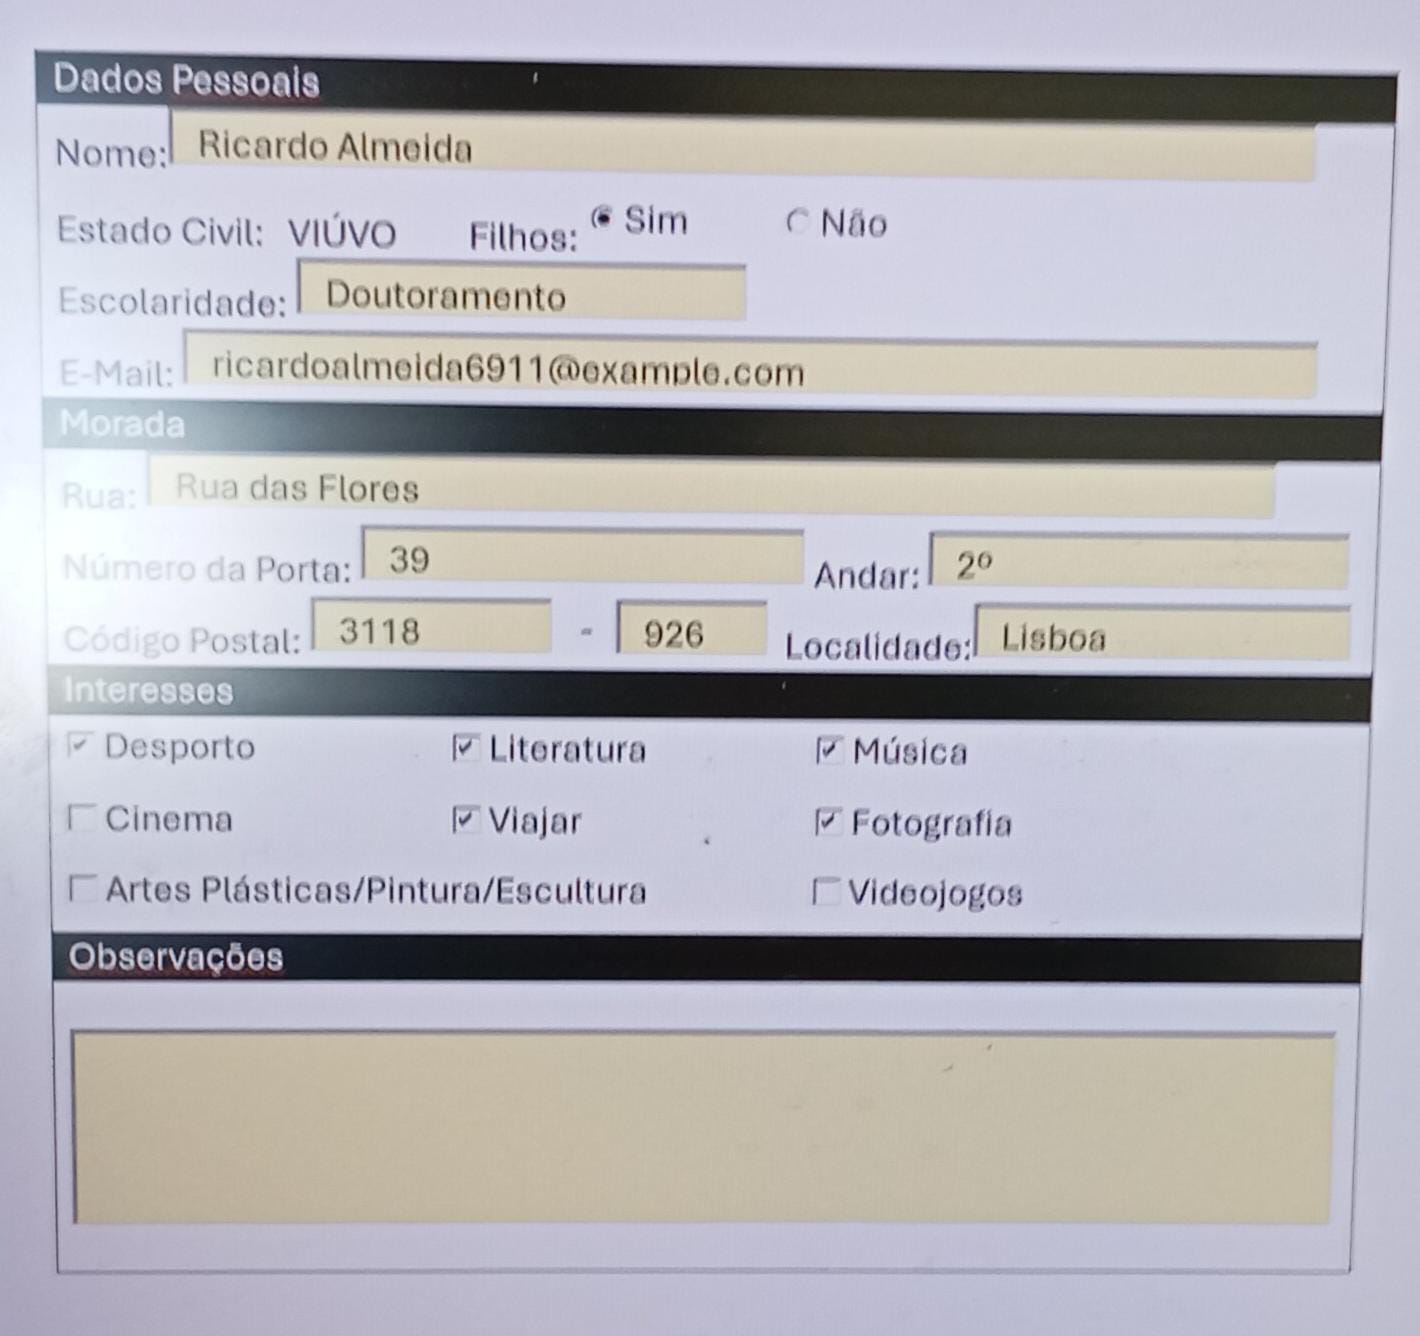 Dados Pessoais
Nome: Ricardo Almeida
Estado Civil: VIÚVO Filhos: Sim Não
Escolaridade: Doutoramento
E-Mail: ricardoalmeida6911@example.com
Morada
Rua: Rua das Flores
Número da Porta: 39 Andar: 2º
Código Postal: 3118 - 926 Localidade: Lisboa
Interesses
Desporto Literatura Música
Cinema Viajar Fotografia
Artes Plásticas/Pintura/Escultura Videojogos
Observações